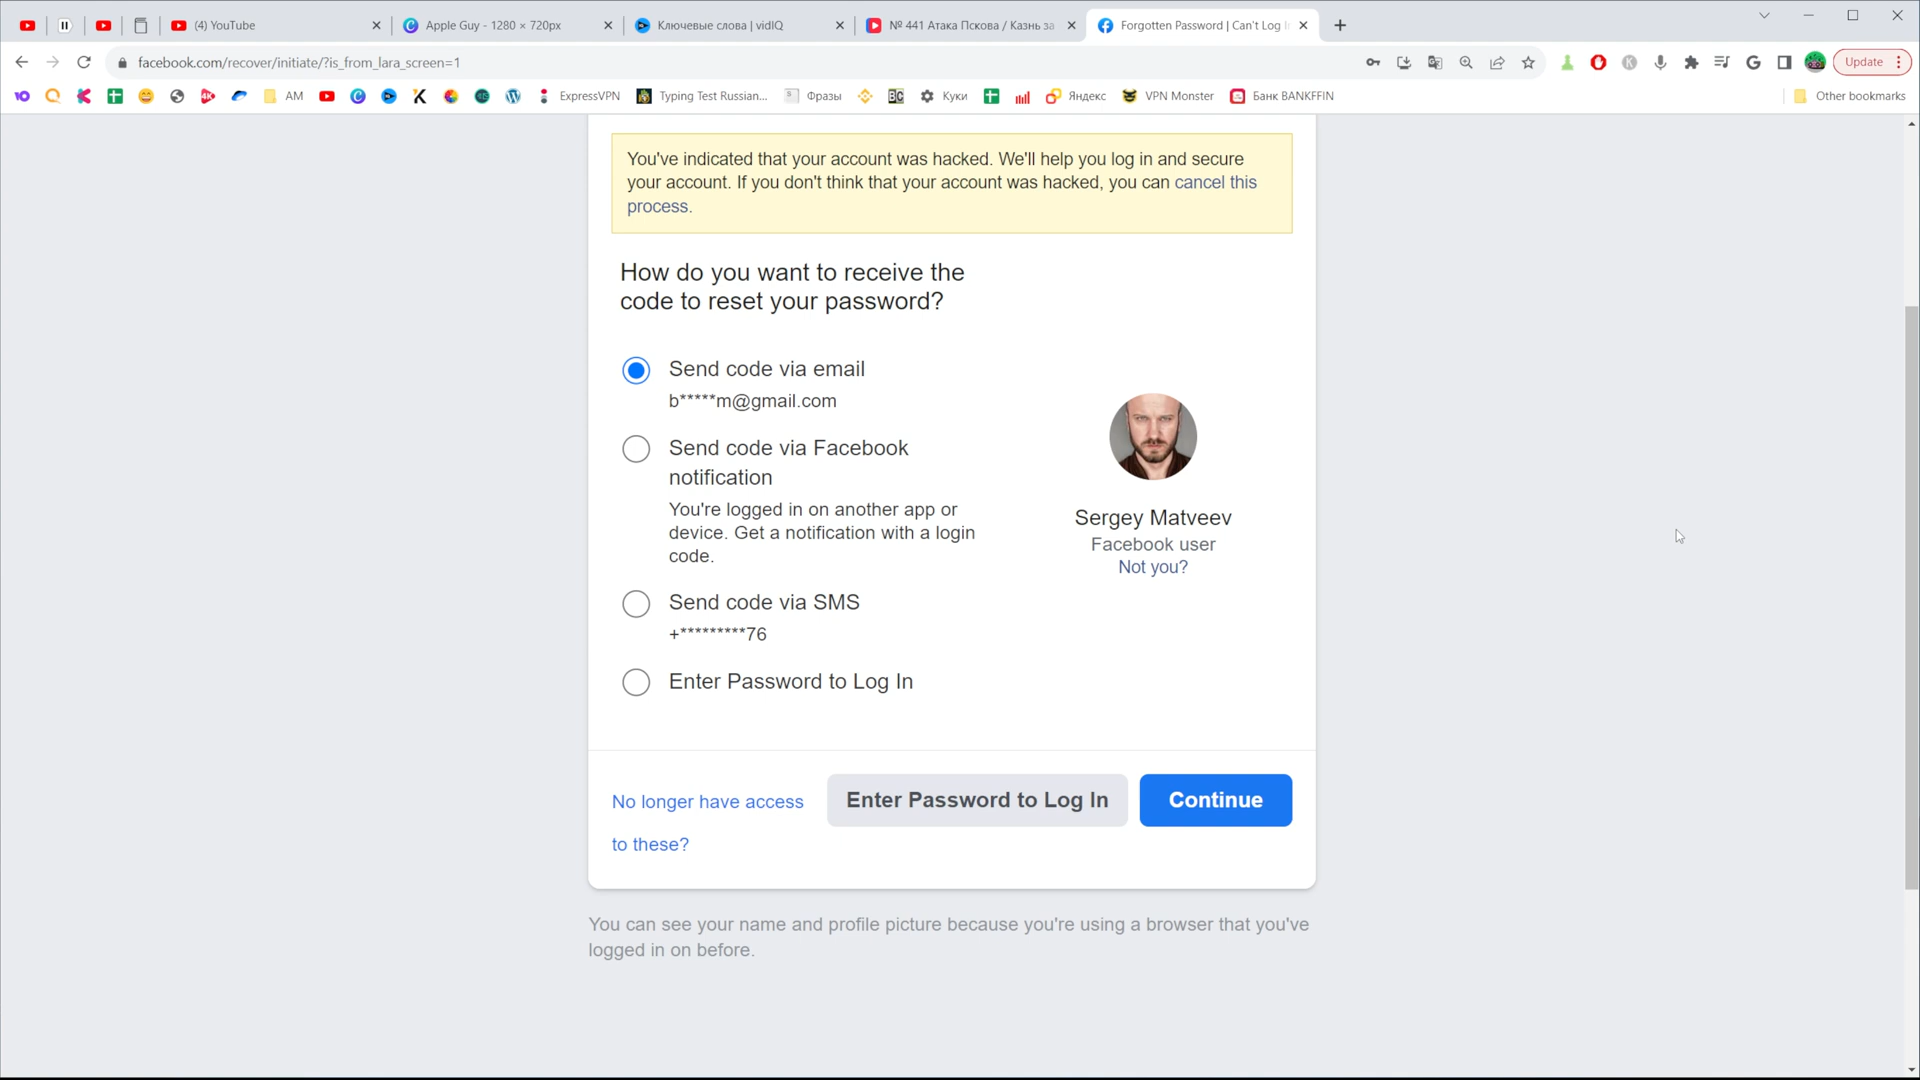 (4) YouTube
Apple Guy - 1280 × 720px
Ключевые слова | vidIQ
№ 441 Атака Пскова / Казнь за
Forgotten Password | Can't Log I
facebook.com/recover/initiate/?is_from_lara_screen=1
Update
AM
ExpressVPN
Typing Test Russian...
Фразы
Куки
Яндекс
VPN Monster
Банк BANKFFIN
Other bookmarks
You've indicated that your account was hacked. We'll help you log in and secure
your account. If you don't think that your account was hacked, you can cancel this
process.
How do you want to receive the
code to reset your password?
Send code via email
b*****m@gmail.com
Send code via Facebook
notification
You're logged in on another app or
device. Get a notification with a login
code.
Send code via SMS
+*********76
Enter Password to Log In
Sergey Matveev
Facebook user
Not you?
No longer have access
to these?
Enter Password to Log In
Continue
You can see your name and profile picture because you're using a browser that you've
logged in on before.